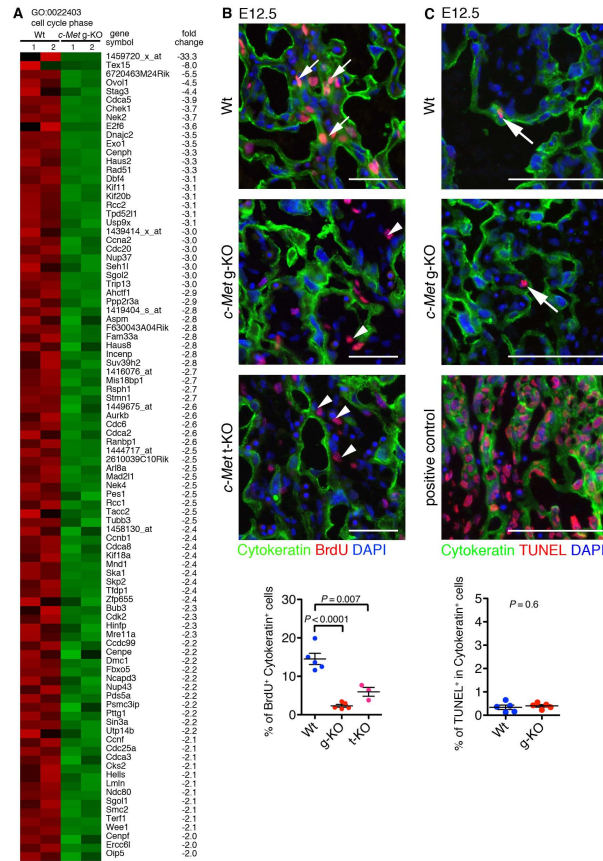 A
GO:0022403
cell cycle phase
Wt c-Met g-KO
1 2 1 2
gene symbol
fold change
1459720_x_at -33.3
Tex15 -8.0
6720463M24Rik -5.5
Ovol1 -4.5
Stag3 -4.4
Cdca5 -3.9
Chek1 -3.7
Nek2 -3.7
E2f6 -3.6
Dnajc2 -3.5
Exo1 -3.5
Cenph -3.3
Haus2 -3.3
Rad51 -3.3
Dbf4 -3.1
Kif11 -3.1
Kif20b -3.1
Rcc2 -3.1
Tpd52l1 -3.1
Usp9x -3.1
1439414_x_at -3.0
Ccna2 -3.0
Cdc20 -3.0
Nup37 -3.0
Seh1l -3.0
Sgol2 -3.0
Trip13 -3.0
Ahctf1 -2.9
Ppp2r3a -2.9
1419404_s_at -2.8
Aspm -2.8
F630043A04Rik -2.8
Fam33a -2.8
Haus8 -2.8
Incenp -2.8
Suv39h2 -2.8
1416076_at -2.7
Mis18bp1 -2.7
Rsph1 -2.7
Stmn1 -2.7
1449675_at -2.6
Aurkb -2.6
Cdc6 -2.6
Cdca2 -2.6
Ranbp1 -2.6
1444717_at -2.5
2610039C10Rik -2.5
Arl8a -2.5
Mad2l1 -2.5
Nek4 -2.5
Pes1 -2.5
Rcc1 -2.5
Tacc2 -2.5
Tubb3 -2.5
1458130_at -2.4
Ccnb1 -2.4
Cdca8 -2.4
Kif18a -2.4
Mnd1 -2.4
Ska1 -2.4
Skp2 -2.4
Tfdp1 -2.4
Zfp655 -2.4
Bub3 -2.3
Cdk2 -2.3
Hinfp -2.3
Mre11a -2.3
Ccdc99 -2.2
Cenpe -2.2
Dmc1 -2.2
Fbxo5 -2.2
Ncapd3 -2.2
Nup43 -2.2
Pds5a -2.2
Psmc3ip -2.2
Pttg1 -2.2
Sin3a -2.2
Utp14b -2.2
Ccnf -2.1
Cdc25a -2.1
Cdca3 -2.1
Cks2 -2.1
Hells -2.1
Lmln -2.1
Ndc80 -2.1
Sgol1 -2.1
Smc2 -2.1
Terf1 -2.1
Wee1 -2.1
Cenpf -2.0
Ercc6l -2.0
Oip5 -2.0
B E12.5
Wt
c-Met g-KO
c-Met t-KO
Cytokeratin BrdU DAPI
% of BrdU+ Cytokeratin+ cells
30
20
10
0
P = 0.007
P < 0.0001
Wt
g-KO
t-KO
C E12.5
Wt
c-Met g-KO
positive control
Cytokeratin TUNEL DAPI
% of TUNEL+ in Cytokeratin+ cells
5
4
3
2
1
0
P = 0.6
Wt
g-KO